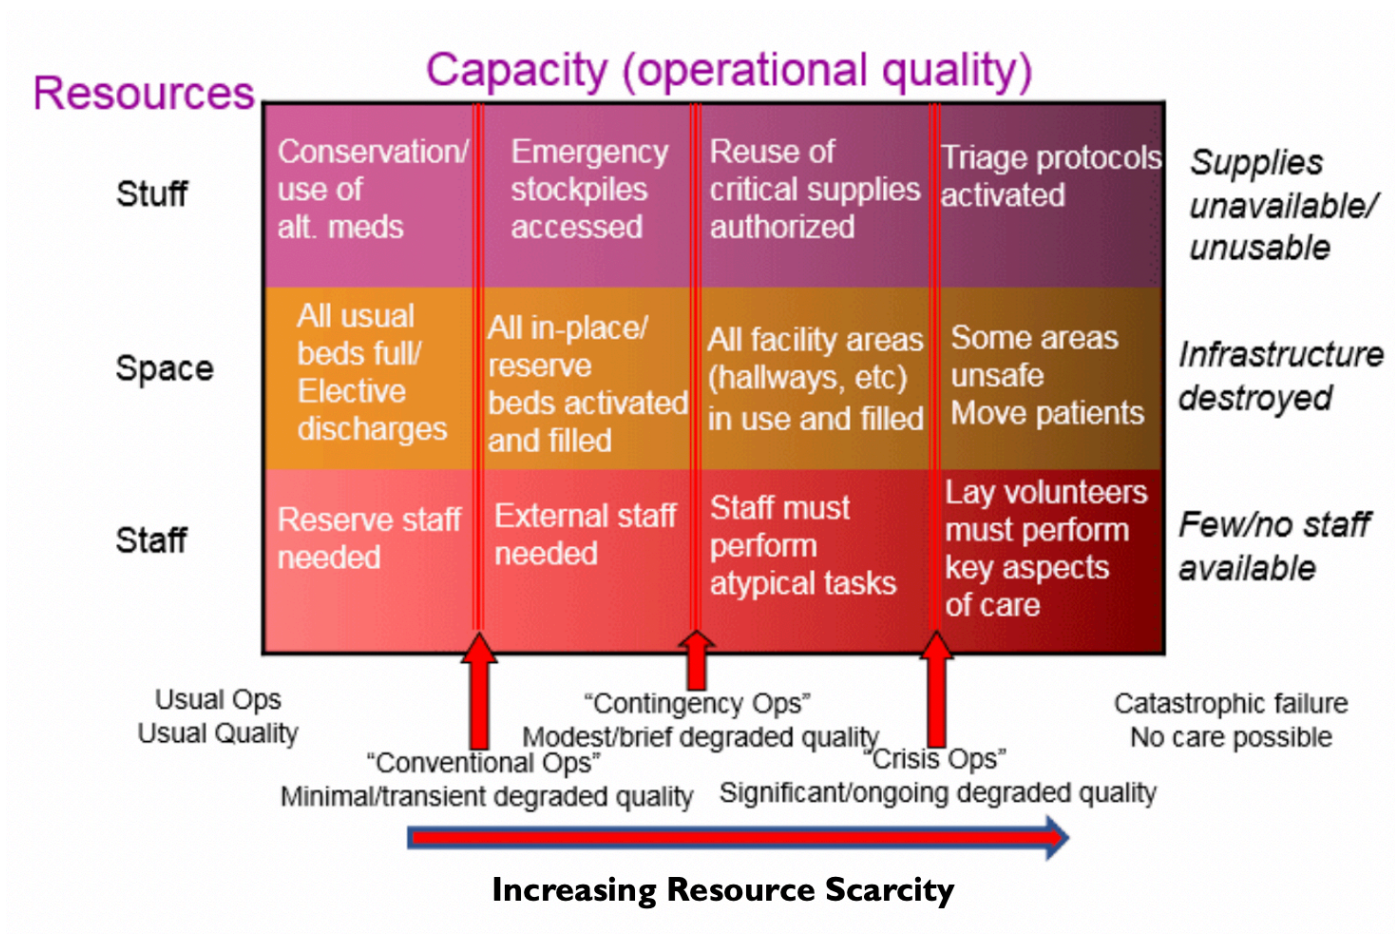 Capacity (operational quality)
Resources
Stuff
Conservation/
use of
alt. meds
Emergency
stockpiles
accessed
Reuse of
critical supplies
authorized
Triage protocols
activated
Supplies
unavailable/
unusable
Space
All usual
beds full/
Elective
discharges
All in-place/
reserve
beds activated
and filled
All facility areas
(hallways, etc)
in use and filled
Some areas
unsafe
Move patients
Infrastructure
destroyed
Staff
Reserve staff
needed
External staff
needed
Staff must
perform
atypical tasks
Lay volunteers
must perform
key aspects
of care
Few/no staff
available
Usual Ops
Usual Quality
“Conventional Ops”
Minimal/transient degraded quality
“Contingency Ops”
Modest/brief degraded quality
“Crisis Ops”
Significant/ongoing degraded quality
Catastrophic failure
No care possible
Increasing Resource Scarcity